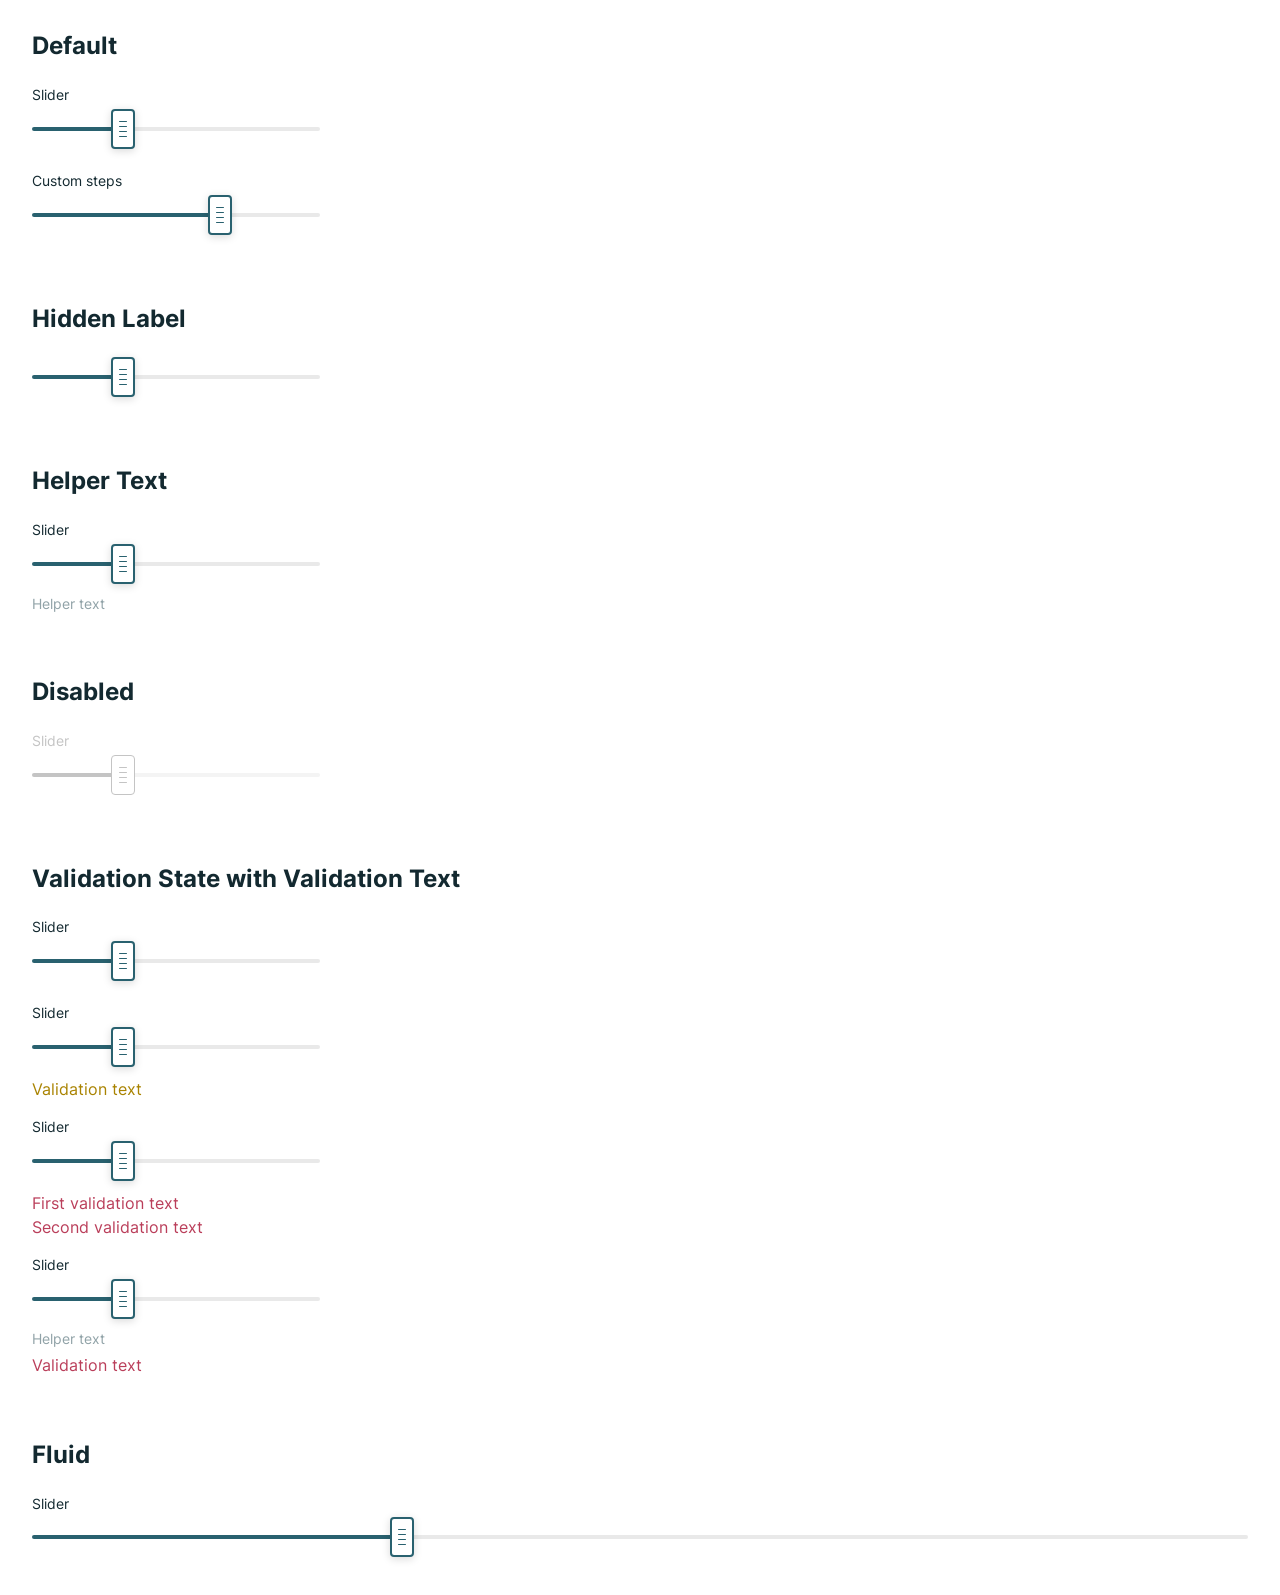 Default
Slider
Custom steps
Hidden Label
Helper Text
Slider
Helper text
Disabled
Slider
Validation State with Validation Text
Slider
Slider
Validation text
Slider
First validation text
Second validation text
Slider
Helper text
Validation text
Fluid
Slider